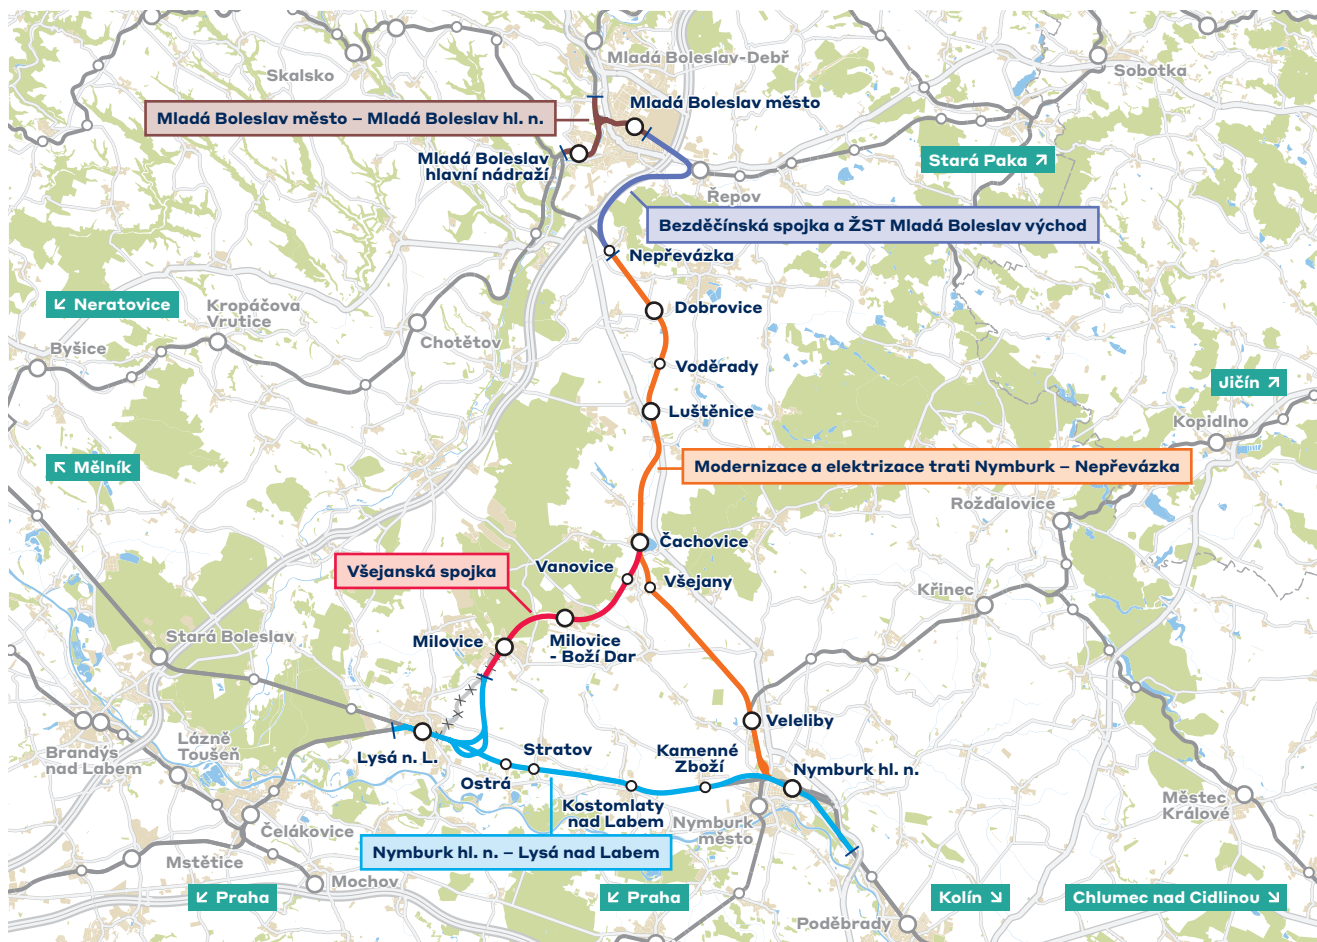 Mladá Boleslav-Debř
Skalsko
Sobotka
Mladá Boleslav město
Mladá Boleslav město – Mladá Boleslav hl. n.
Mladá Boleslav
hlavní nádraží
Stará Paka
Řepov
Bezděčínská spojka a ŽST Mladá Boleslav východ
Nepřevázka
Neratovice
Kropáčova
Vrutice
Dobrovice
Chotětov
Byšice
Voděrady
Jičín
Luštěnice
Kopidlno
Mělník
Modernizace a elektrizace trati Nymburk – Nepřevázka
Rožďalovice
Čachovice
Všejanská spojka
Vanovice
Všejany
Křinec
Stará Boleslav
Milovice
Milovice
- Boží Dar
Veleliby
Lázně
Toušeň
Brandýs
nad Labem
Lysá n. L.
Stratov
Kamenné
Zboží
Nymburk hl. n.
Ostrá
Kostomlaty
nad Labem
Městec
Králové
Nymburk
město
Čelákovice
Nymburk hl. n. – Lysá nad Labem
Mstětice
Mochov
Praha
Praha
Kolín
Chlumec nad Cidlinou
Poděbrady